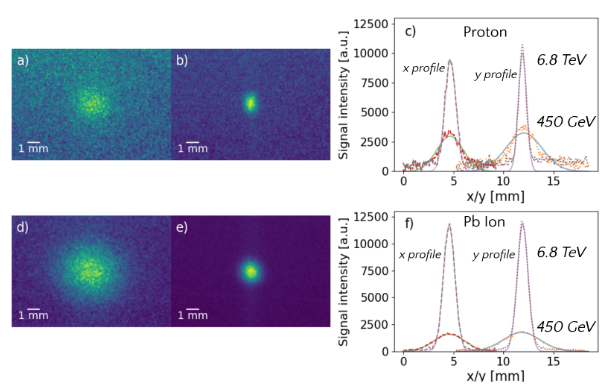 a)
1 mm
b)
1 mm
c)
Proton
x profile
y profile
6.8 TeV
450 GeV
Signal intensity [a.u.]
12500
10000
7500
5000
2500
0
0
5
10
15
x/y [mm]
d)
1 mm
e)
1 mm
f)
Pb Ion
x profile
y profile
6.8 TeV
450 GeV
Signal intensity [a.u.]
12500
10000
7500
5000
2500
0
0
5
10
15
x/y [mm]